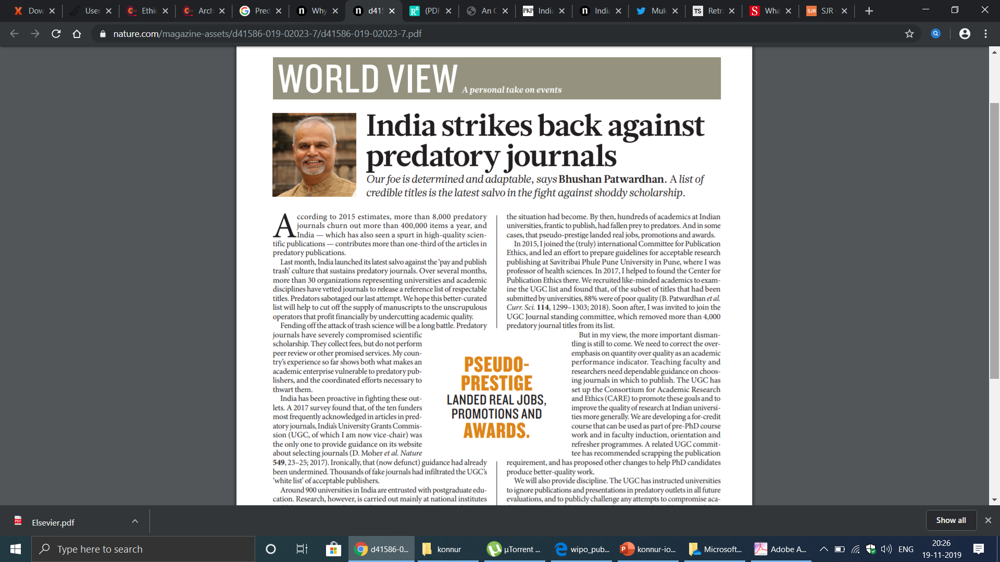 Dow
User
Ethic
Arch
Pred
Why
d415
(PDF
An C
India
India
Muk
Retra
Wha
SJR
nature.com/magazine-assets/d41586-019-02023-7/d41586-019-02023-7.pdf
WORLD VIEW A personal take on events
India strikes back against
predatory journals
Our foe is determined and adaptable, says Bhushan Patwardhan. A list of
credible titles is the latest salvo in the fight against shoddy scholarship.
According to 2015 estimates, more than 8,000 predatory
journals churn out more than 400,000 items a year, and
India — which has also seen a spurt in high-quality scien-
tific publications — contributes more than one-third of the articles in
predatory publications.
Last month, India launched its latest salvo against the ‘pay and publish
trash’ culture that sustains predatory journals. Over several months,
more than 30 organizations representing universities and academic
disciplines have vetted journals to release a reference list of respectable
titles. Predators sabotaged our last attempt. We hope this better-curated
list will help to cut off the supply of manuscripts to the unscrupulous
operators that profit financially by undercutting academic quality.
Fending off the attack of trash science will be a long battle. Predatory
journals have severely compromised scientific
scholarship. They collect fees, but do not perform
peer review or other promised services. My coun-
try’s experience so far shows both what makes an
academic enterprise vulnerable to predatory pub-
lishers, and the coordinated efforts necessary to
thwart them.
India has been proactive in fighting these out-
lets. A 2017 survey found that, of the ten funders
most frequently acknowledged in articles in pred-
atory journals, India’s University Grants Commis-
sion (UGC, of which I am now vice-chair) was
the only one to provide guidance on its website
about selecting journals (D. Moher et al. Nature
549, 23–25; 2017). Ironically, that (now defunct) guidance had already
been undermined. Thousands of fake journals had infiltrated the UGC’s
‘white list’ of acceptable publishers.
Around 900 universities in India are entrusted with postgraduate edu-
cation. Research, however, is carried out mainly at national institutes
the situation had become. By then, hundreds of academics at Indian
universities, frantic to publish, had fallen prey to predators. And in some
cases, that pseudo-prestige landed real jobs, promotions and awards.
In 2015, I joined the (truly) international Committee for Publication
Ethics, and led an effort to prepare guidelines for acceptable research
publishing at Savitribai Phule Pune University in Pune, where I was
professor of health sciences. In 2017, I helped to found the Center for
Publication Ethics there. We recruited like-minded academics to exam-
ine the UGC list and found that, of the subset of titles that had been
submitted by universities, 88% were of poor quality (B. Patwardhan et al.
Curr. Sci. 114, 1299–1303; 2018). Soon after, I was invited to join the
UGC Journal standing committee, which removed more than 4,000
predatory journal titles from its list.
But in my view, the more important disman-
tling is still to come. We need to correct the over-
emphasis on quantity over quality as an academic
performance indicator. Teaching faculty and
researchers need dependable guidance on choos-
ing journals in which to publish. The UGC has
set up the Consortium for Academic Research
and Ethics (CARE) to promote these goals and to
improve the quality of research at Indian universi-
ties more generally. We are developing a for-credit
course that can be used as part of pre-PhD course
work and in faculty induction, orientation and
refresher programmes. A related UGC commit-
tee has recommended scrapping the publication
requirement, and has proposed other changes to help PhD candidates
produce better-quality work.
We will also provide discipline. The UGC has instructed universities
to ignore publications and presentations in predatory outlets in all future
evaluations, and to publicly challenge any attempts to compromise aca-
PSEUDO-
PRESTIGE
LANDED REAL JOBS,
PROMOTIONS AND
AWARDS.
Elsevier.pdf
Show all
Type here to search
d41586-0...
konnur
µTorrent ...
wipo_pub...
konnur-io...
Microsoft...
Adobe A...
ENG
20:26
19-11-2019